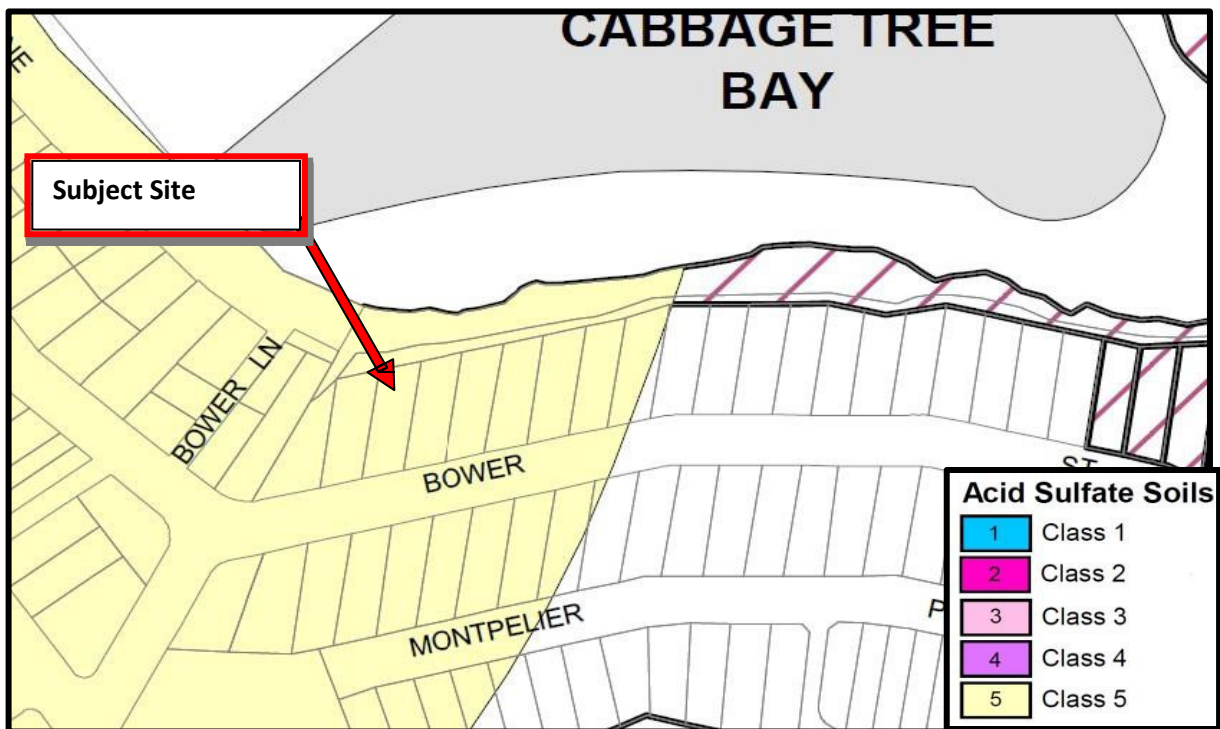 CABBAGE TREE
BAY
NE
Subject Site
BOWER LN
BOWER
ST
MONTPELIER
P
Acid Sulfate Soils
1 Class 1
2 Class 2
3 Class 3
4 Class 4
5 Class 5